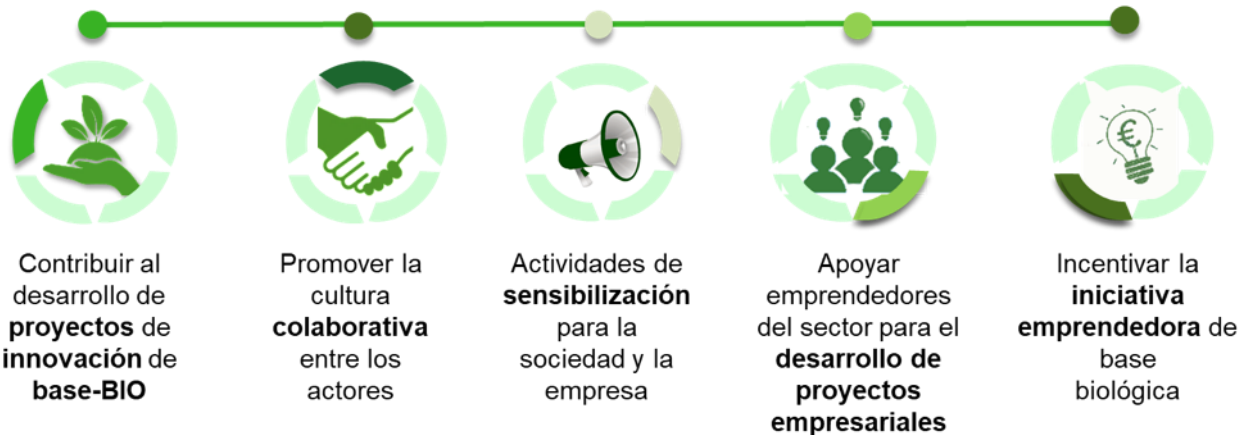 Contribuir al
desarrollo de
proyectos de
innovación de
base-BIO
Promover la
cultura
colaborativa
entre los
actores
Actividades de
sensibilización
para la
sociedad y la
empresa
Apoyar
emprendedores
del sector para el
desarrollo de
proyectos
empresariales
€
Incentivar la
iniciativa
emprendedora de
base
biológica